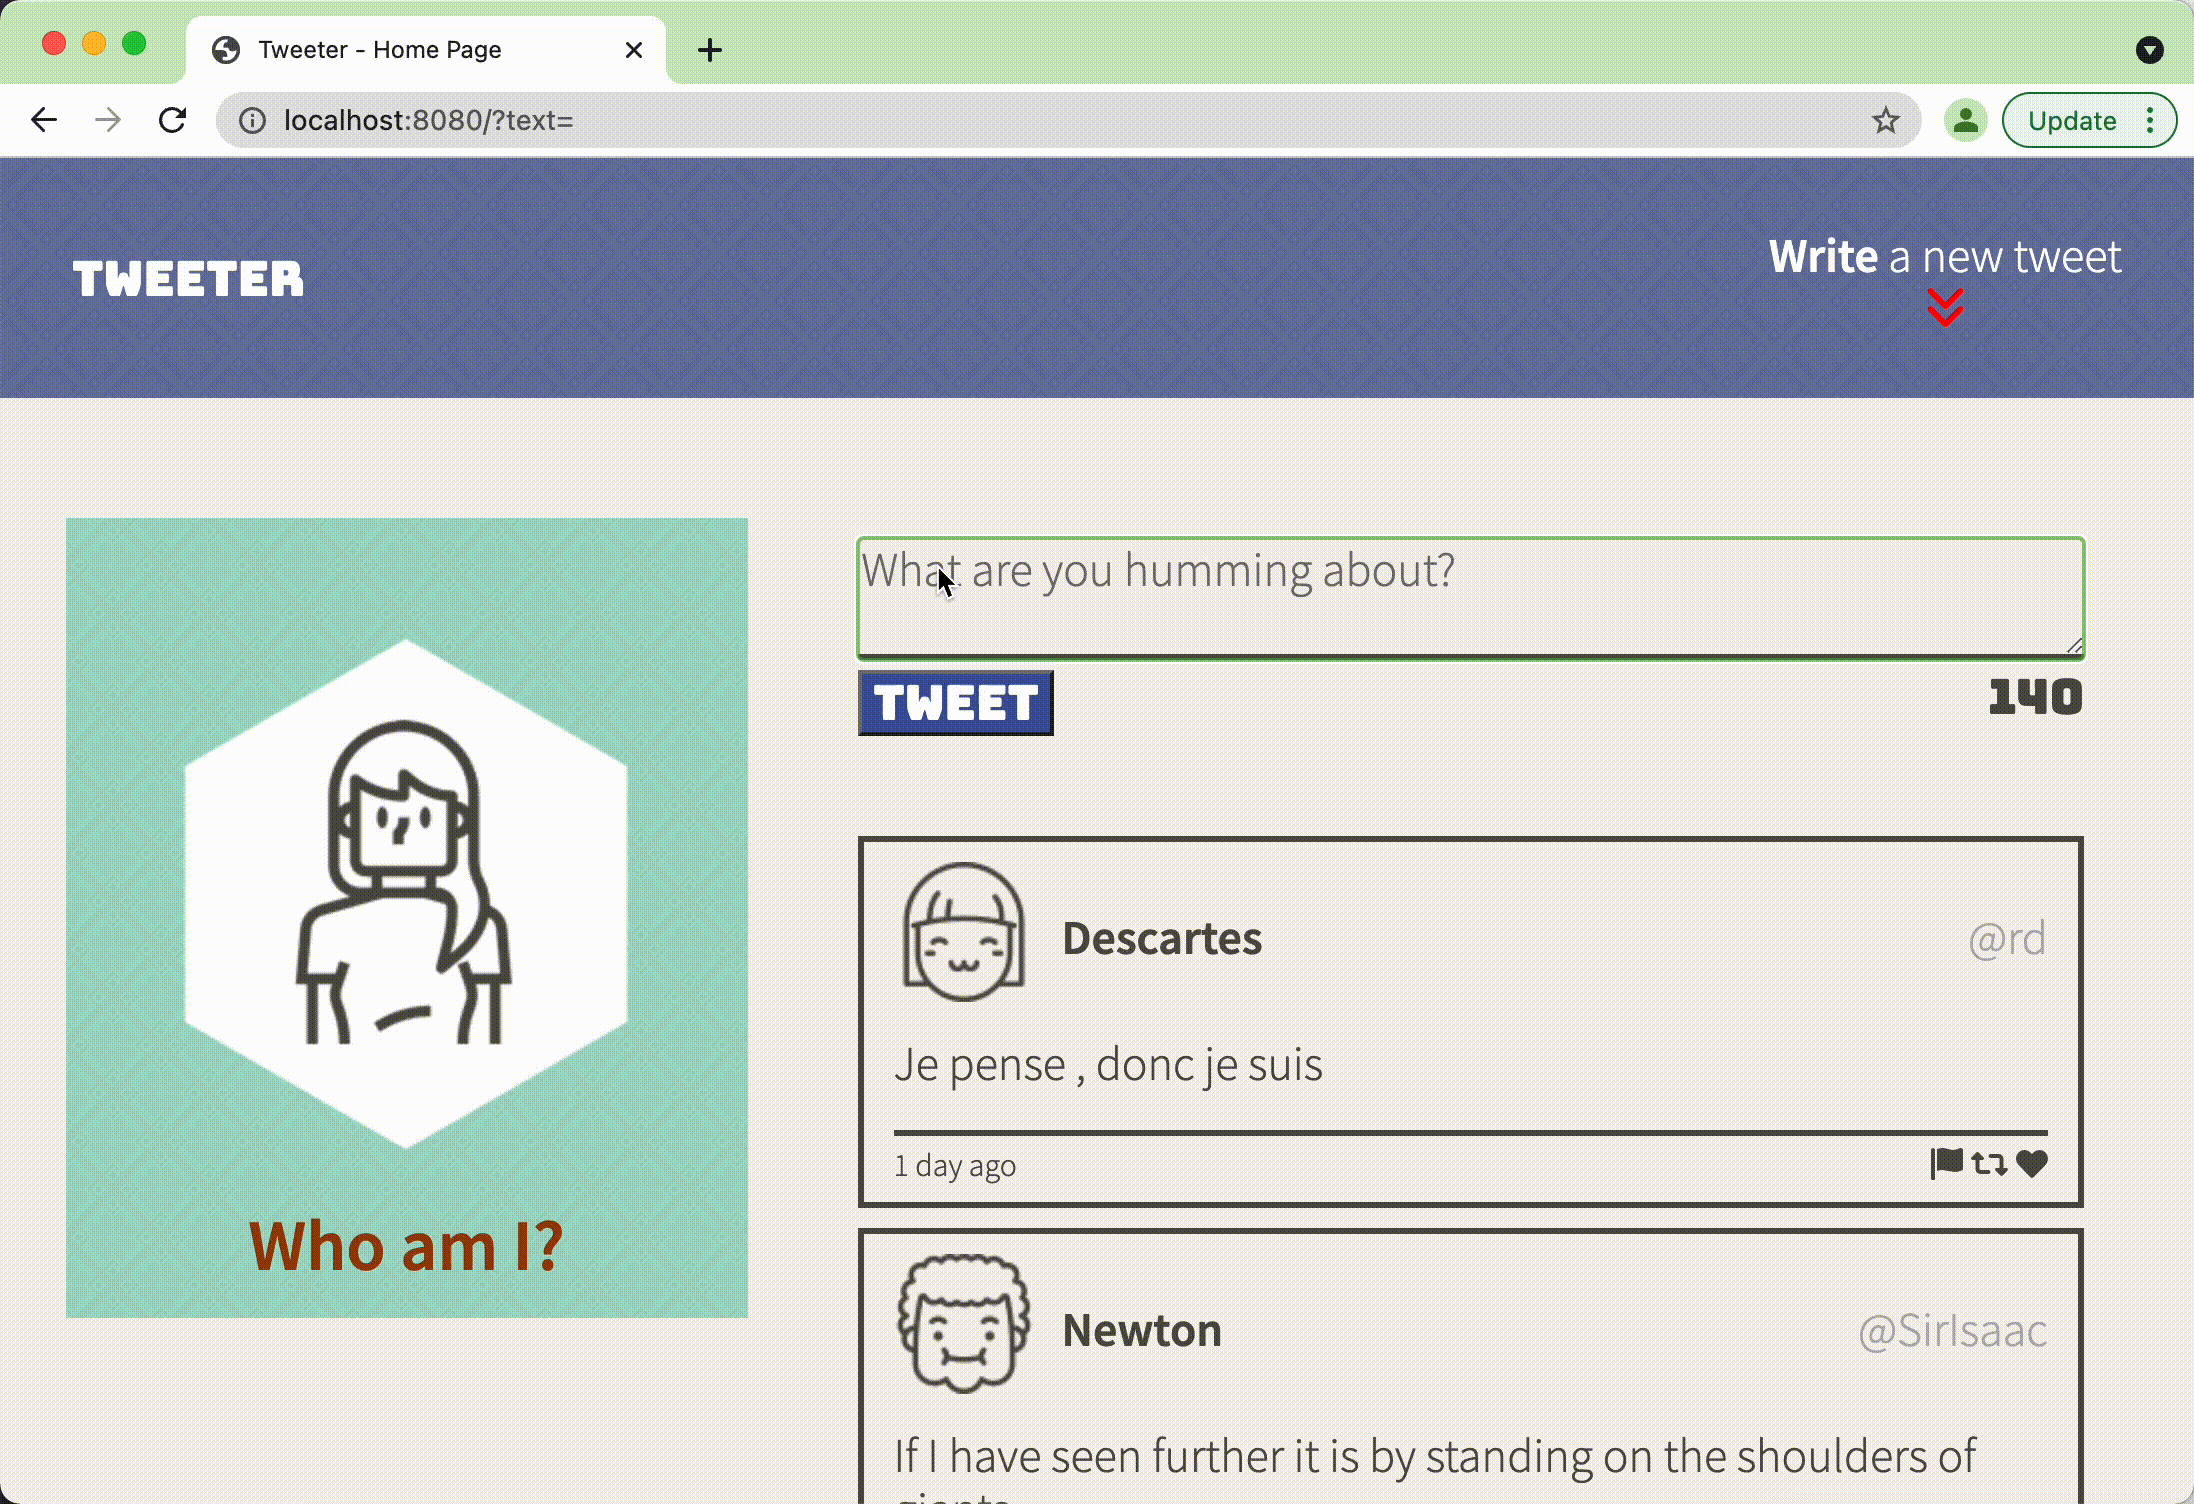 Tweeter - Home Page
localhost:8080/?text=
Update
TWEETER
Write a new tweet
What are you humming about?
TWEET
140
Who am I?
Descartes
@rd
Je pense , donc je suis
1 day ago
Newton
@SirIsaac
If I have seen further it is by standing on the shoulders of